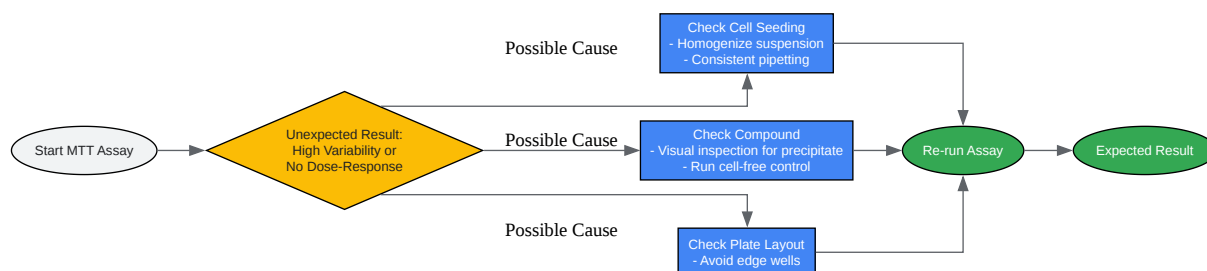 Start MTT Assay
Unexpected Result:
High Variability or
No Dose-Response
Possible Cause
Check Cell Seeding
- Homogenize suspension
- Consistent pipetting
Possible Cause
Check Compound
- Visual inspection for precipitate
- Run cell-free control
Possible Cause
Check Plate Layout
- Avoid edge wells
Re-run Assay
Expected Result